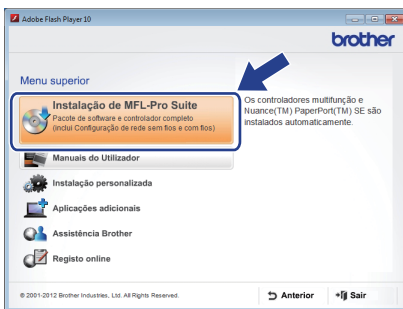 Adobe Flash Player 10
brother
Menu superior
Instalação de MFL-Pro Suite
Pacote de software e controlador completo
(inclui Configuração de rede sem fios e com fios)
Os controladores multifunção e
Nuance(TM) PaperPort(TM) SE são
instalados automaticamente.
Manuais do Utilizador
Instalação personalizada
Aplicações adicionais
Assistência Brother
Registo online
© 2001-2012 Brother Industries, Ltd. All Rights Reserved.
Anterior
Sair